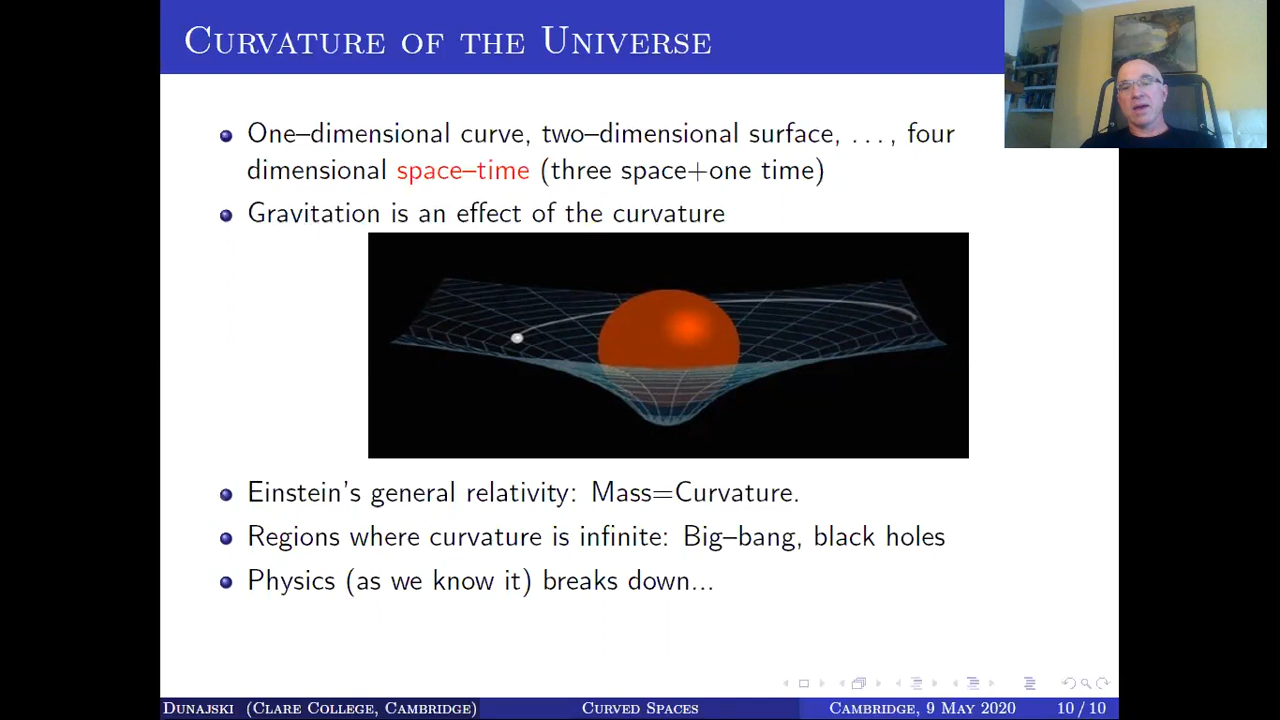 Curvature of the Universe
One–dimensional curve, two–dimensional surface, . . . , four
dimensional space–time (three space+one time)
Gravitation is an effect of the curvature
Einstein's general relativity: Mass=Curvature.
Regions where curvature is infinite: Big–bang, black holes
Physics (as we know it) breaks down...
Dunajski (Clare College, Cambridge) Curved Spaces Cambridge, 9 May 2020 10 / 10